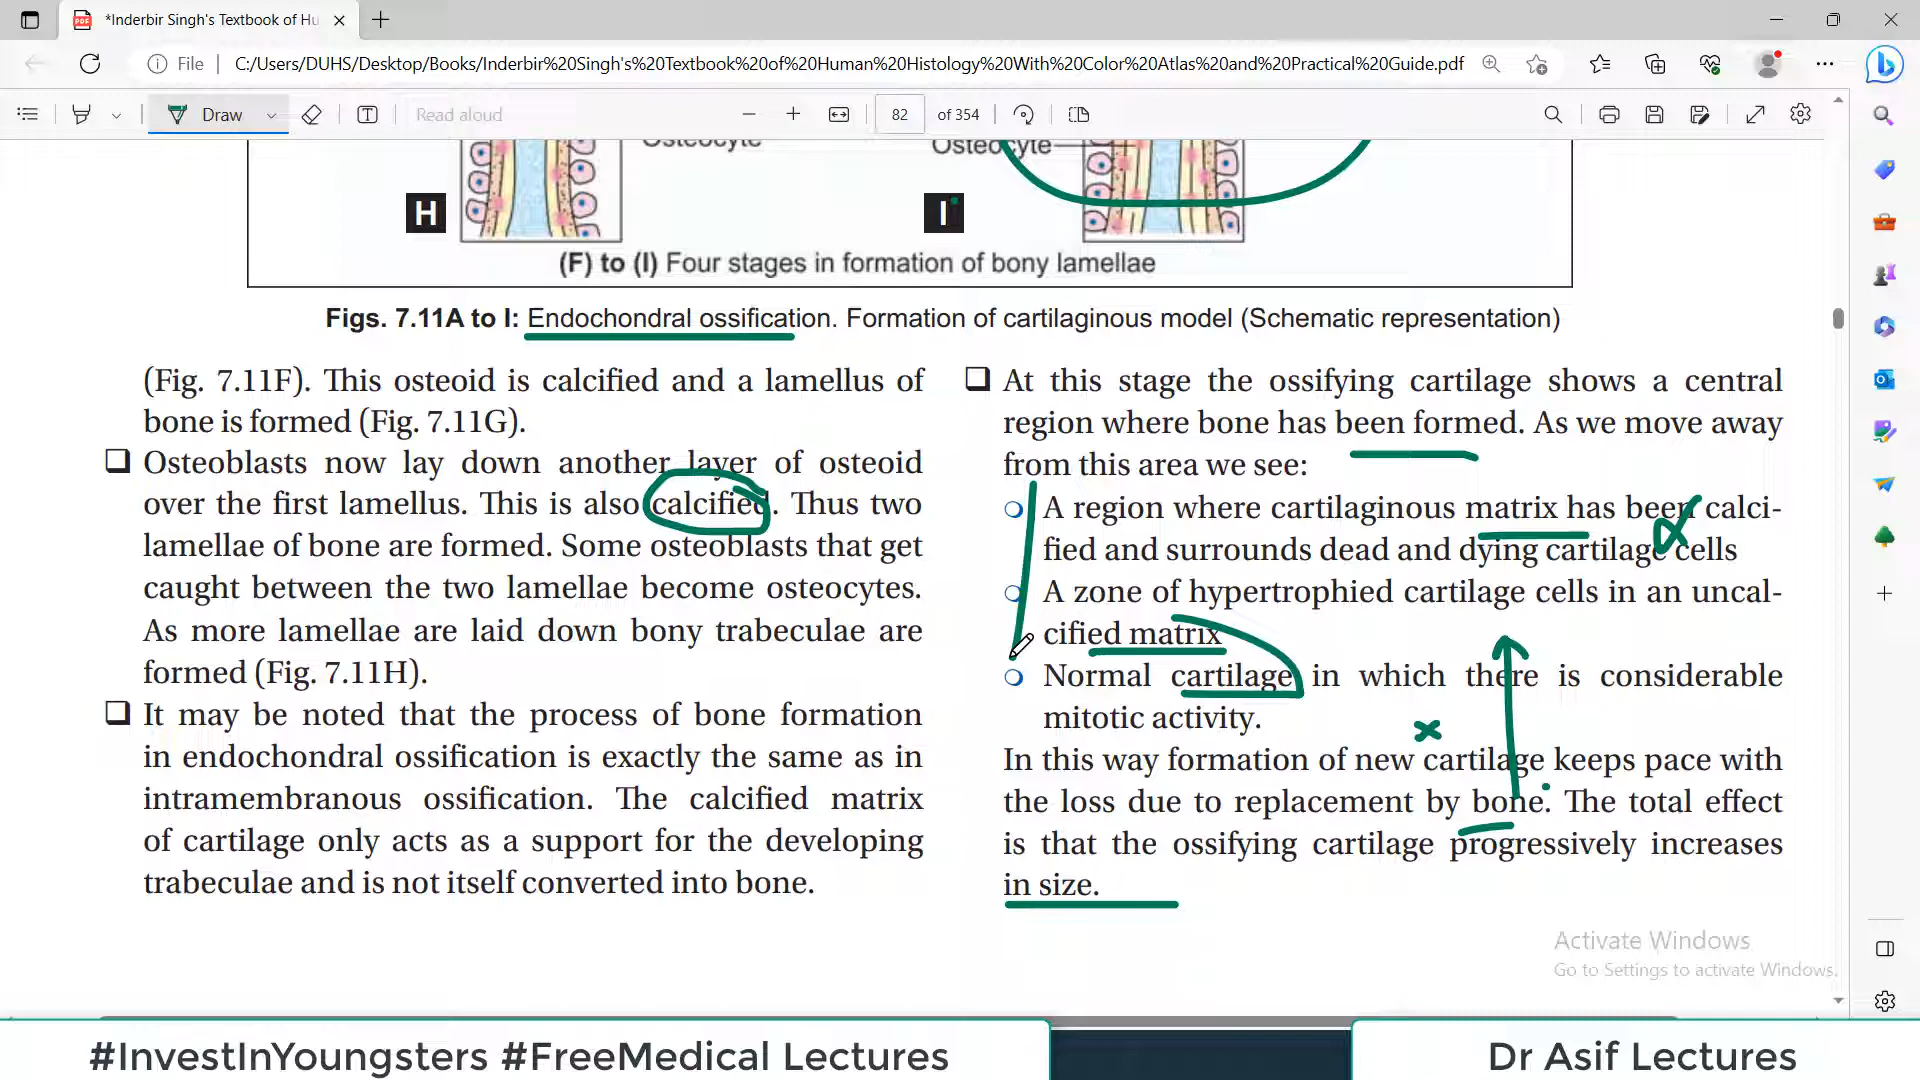 *Inderbir Singh's Textbook of Hu
File
C:/Users/DUHS/Desktop/Books/Inderbir%20Singh's%20Textbook%20of%20Human%20Histology%20With%20Color%20Atlas%20and%20Practical%20Guide.pdf
Draw
Read aloud
82 of 354
Osteocyte
Osteocyte
H
I
(F) to (I) Four stages in formation of bony lamellae
Figs. 7.11A to I: Endochondral ossification. Formation of cartilaginous model (Schematic representation)
(Fig. 7.11F). This osteoid is calcified and a lamellus of
bone is formed (Fig. 7.11G).
❑ Osteoblasts now lay down another layer of osteoid
over the first lamellus. This is also calcified. Thus two
lamellae of bone are formed. Some osteoblasts that get
caught between the two lamellae become osteocytes.
As more lamellae are laid down bony trabeculae are
formed (Fig. 7.11H).
❑ It may be noted that the process of bone formation
in endochondral ossification is exactly the same as in
intramembranous ossification. The calcified matrix
of cartilage only acts as a support for the developing
trabeculae and is not itself converted into bone.
❑ At this stage the ossifying cartilage shows a central
region where bone has been formed. As we move away
from this area we see:
○ A region where cartilaginous matrix has been calci-
fied and surrounds dead and dying cartilage cells
○ A zone of hypertrophied cartilage cells in an uncal-
cified matrix
○ Normal cartilage in which there is considerable
mitotic activity.
In this way formation of new cartilage keeps pace with
the loss due to replacement by bone. The total effect
is that the ossifying cartilage progressively increases
in size.
Activate Windows
Go to Settings to activate Windows.
#InvestInYoungsters #FreeMedical Lectures
Dr Asif Lectures